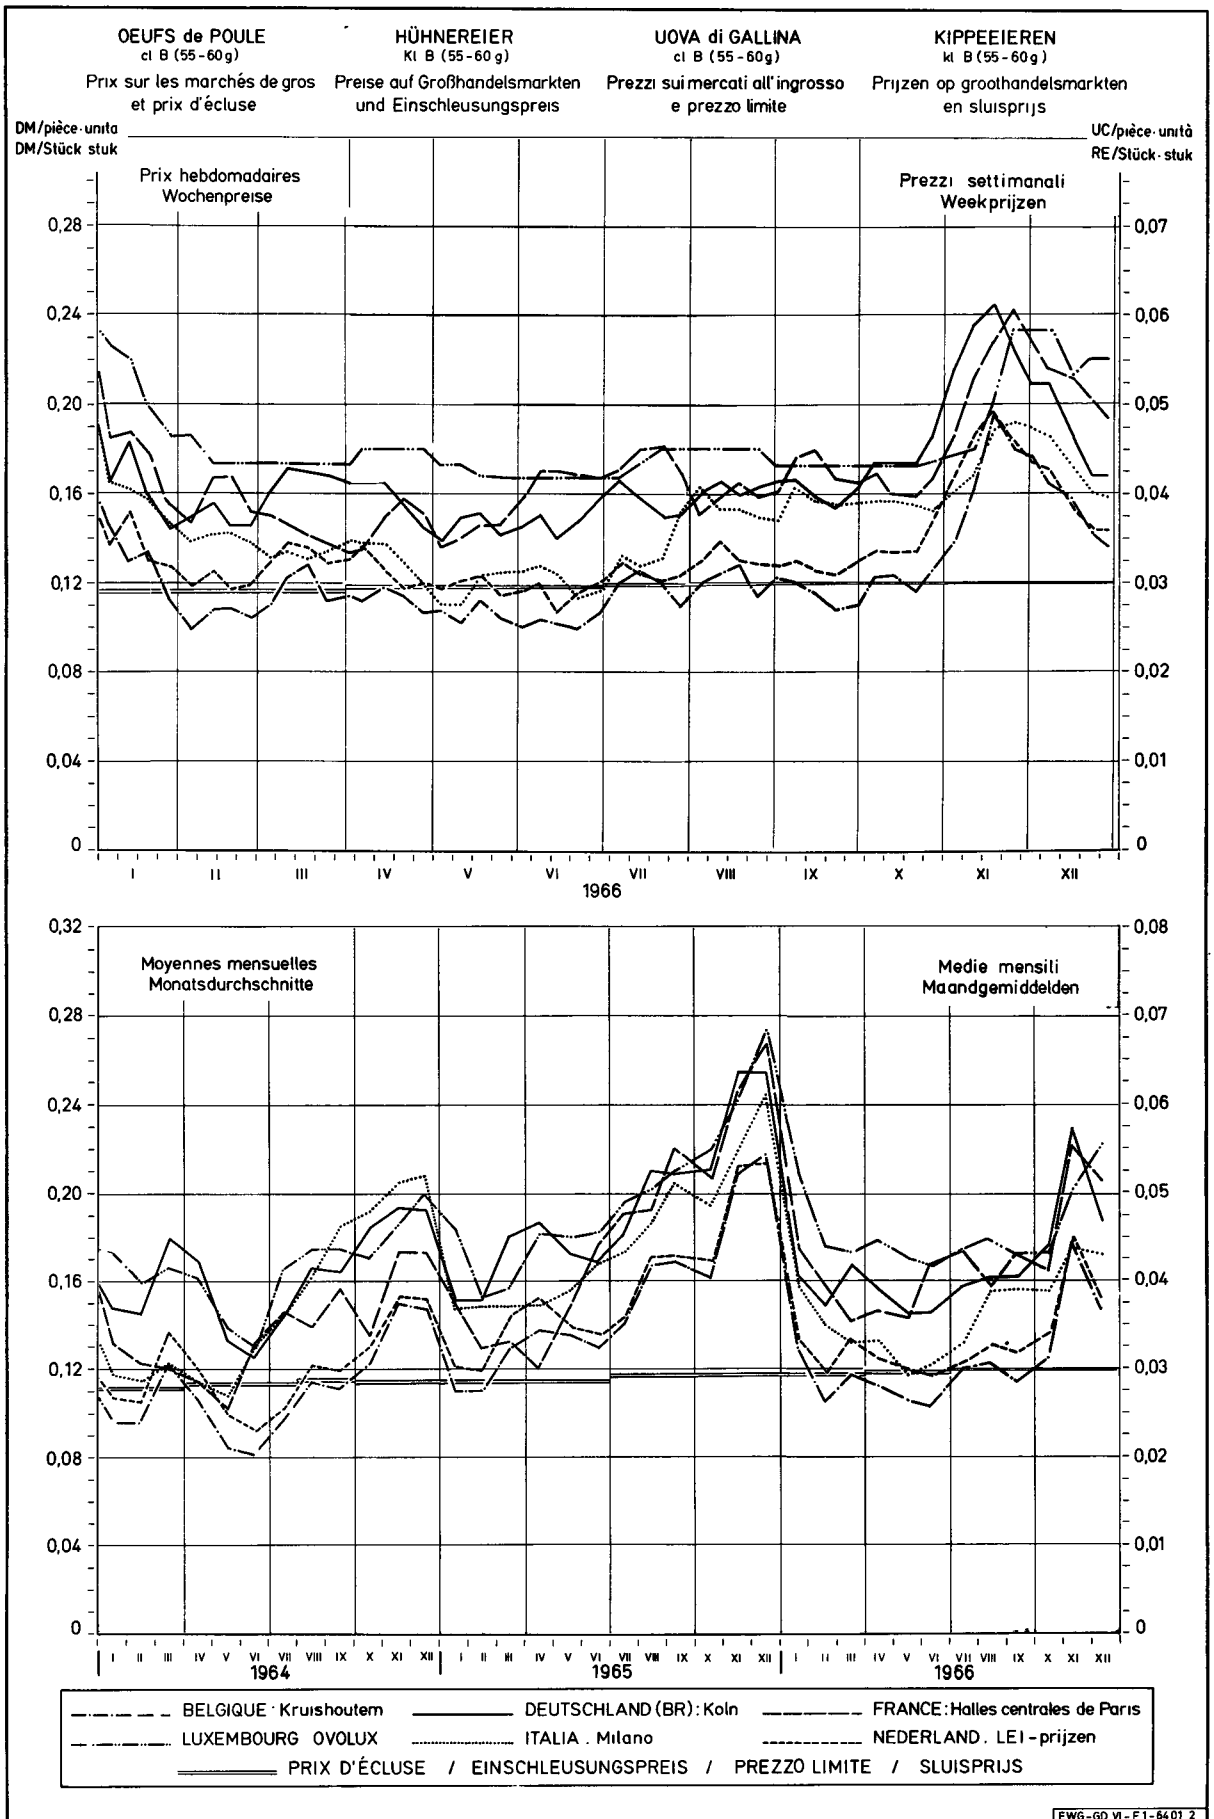 OEUFS de POULE
cl B (55-60g)
Prix sur les marchés de gros
et prix d'écluse
HÜHNEREIER
Kl B (55-60g)
Preise auf Großhandelsmarkten
und Einschleusungspreis
UOVA di GALLINA
cl B (55-60g)
Prezzi sui mercati all'ingrosso
e prezzo limite
KIPPEEIEREN
kl B (55-60g)
Prijzen op groothandelsmarkten
en sluisprijs
DM/pièce·unita
DM/Stück stuk
UC/pièce·unità
RE/Stück·stuk
Prix hebdomadaires
Wochenpreise
Prezzi settimanali
Weekprijzen
0,28
0,24
0,20
0,16
0,12
0,08
0,04
0
0,07
0,06
0,05
0,04
0,03
0,02
0,01
0
I II III IV V VI VII VIII IX X XI XII
1966
Moyennes mensuelles
Monatsdurchschnitte
Medie mensili
Maandgemiddelden
0,32
0,28
0,24
0,20
0,16
0,12
0,08
0,04
0
0,08
0,07
0,06
0,05
0,04
0,03
0,02
0,01
0
I II III IV V VI VII VIII IX X XI XII I II III IV V VI VII VIII IX X XI XII I II III IV V VI VII VIII IX X XI XII
1964 1965 1966
BELGIQUE · Kruishoutem
DEUTSCHLAND (BR) : Koln
FRANCE : Halles centrales de Paris
LUXEMBOURG OVOLUX
ITALIA . Milano
NEDERLAND. LEI-prijzen
PRIX D'ÉCLUSE / EINSCHLEUSUNGSPREIS / PREZZO LIMITE / SLUISPRIJS
EWG-GD VI-F1-6401 2